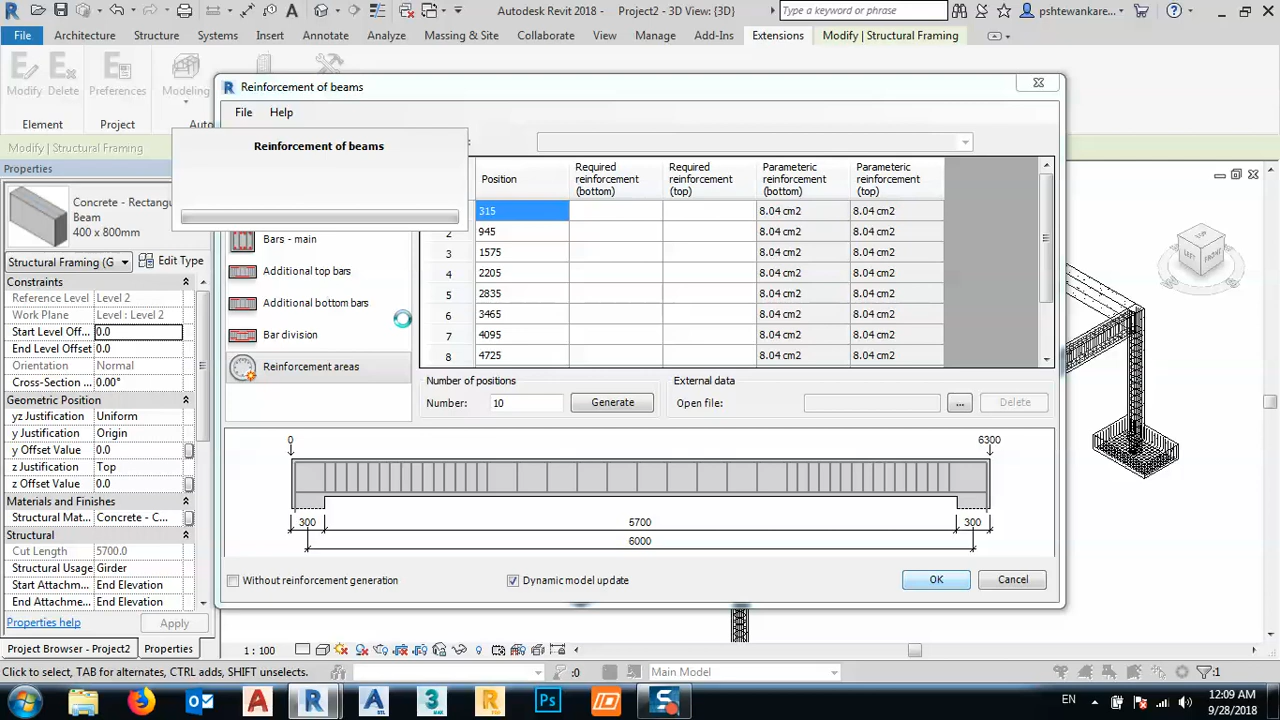 Autodesk Revit 2018 - Project2 - 3D View: {3D}
Type a keyword or phrase
pshtewankare...
File Architecture Structure Systems Insert Annotate Analyze Massing & Site Collaborate View Manage Add-Ins Extensions Modify | Structural Framing
Modify Delete Preferences Modeling
Element Project Auto
Modify | Structural Framing
Reinforcement of beams
File Help
Reinforcement of beams
Properties
Concrete - Rectangu
Beam
400 x 800mm
Structural Framing (G Edit Type
Constraints
Reference Level Level 2
Work Plane Level : Level 2
Start Level Off... 0.0
End Level Offset 0.0
Orientation Normal
Cross-Section ... 0.00°
Geometric Position
yz Justification Uniform
y Justification Origin
y Offset Value 0.0
z Justification Top
z Offset Value 0.0
Materials and Finishes
Structural Mat... Concrete - C...
Structural
Cut Length 5700.0
Structural Usage Girder
Start Attachm... End Elevation
End Attachme... End Elevation
Properties help Apply
Project Browser - Project2 Properties
Bars - main
Additional top bars
Additional bottom bars
Bar division
Reinforcement areas
Position Required reinforcement (bottom) Required reinforcement (top) Parametric reinforcement (bottom) Parametric reinforcement (top)
315 8.04 cm2 8.04 cm2
2 945 8.04 cm2 8.04 cm2
3 1575 8.04 cm2 8.04 cm2
4 2205 8.04 cm2 8.04 cm2
5 2835 8.04 cm2 8.04 cm2
6 3465 8.04 cm2 8.04 cm2
7 4095 8.04 cm2 8.04 cm2
8 4725 8.04 cm2 8.04 cm2
Number of positions External data
Number: 10 Generate Open file: ... Delete
0 6300
300 5700 300
6000
Without reinforcement generation Dynamic model update OK Cancel
TOP
LEFT FRONT
1 : 100
Click to select, TAB for alternates, CTRL adds, SHIFT unselects. :0 Main Model :1
EN 12:09 AM
9/28/2018